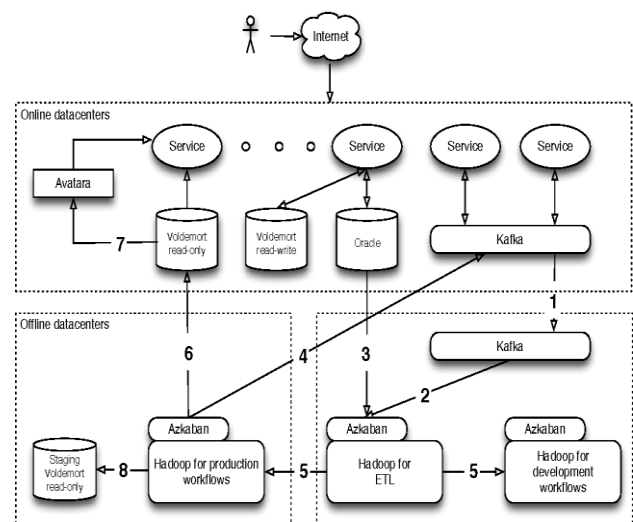 Internet
Online datacenters
Service
Service
Service
Service
Avatara
7
Voldemort
read-only
Voldemort
read-write
Oracle
Kafka
1
Offline datacenters
6
4
3
Kafka
2
Azkaban
Azkaban
Azkaban
Staging
Voldemort
read-only
8
Hadoop for production
workflows
5
Hadoop for
ETL
5
Hadoop for
development
workflows